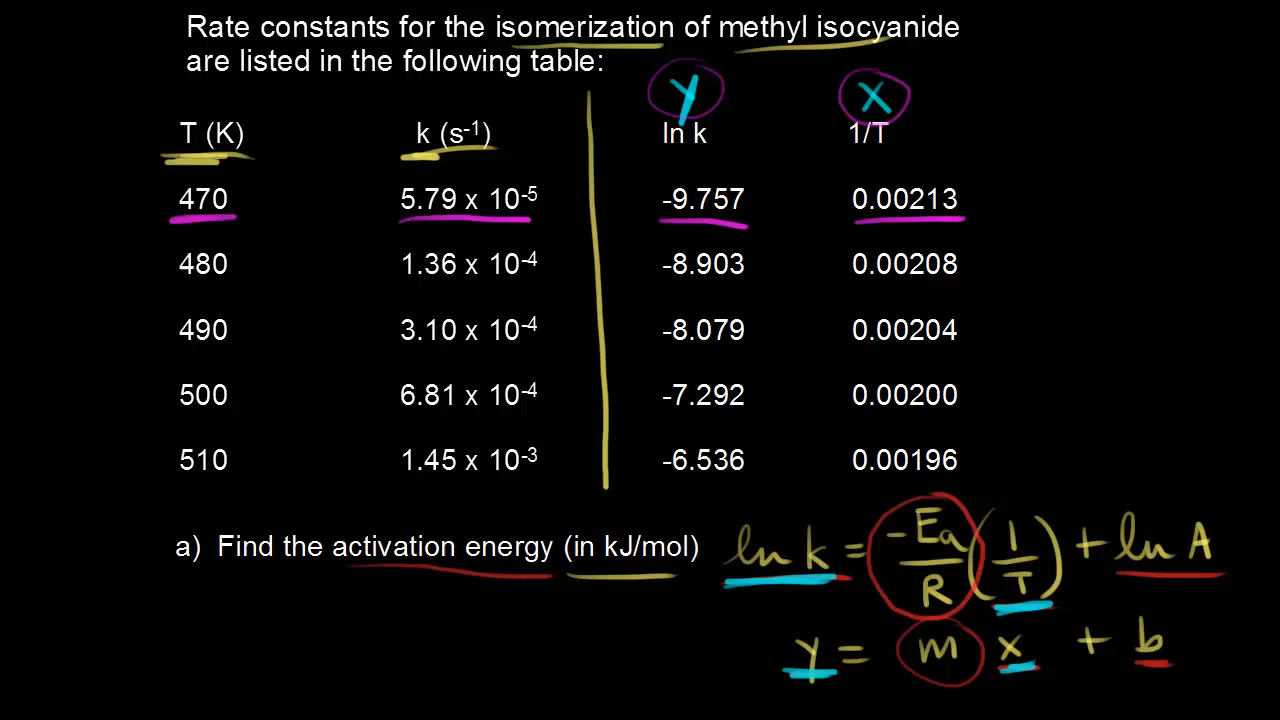 Rate constants for the isomerization of methyl isocyanide
are listed in the following table:
Y X
T (K) k (s⁻¹) ln k 1/T
470 5.79 x 10⁻⁵ -9.757 0.00213
480 1.36 x 10⁻⁴ -8.903 0.00208
490 3.10 x 10⁻⁴ -8.079 0.00204
500 6.81 x 10⁻⁴ -7.292 0.00200
510 1.45 x 10⁻³ -6.536 0.00196
a) Find the activation energy (in kJ/mol) ln k = -Ea/R (1/T) + ln A
y = m x + b